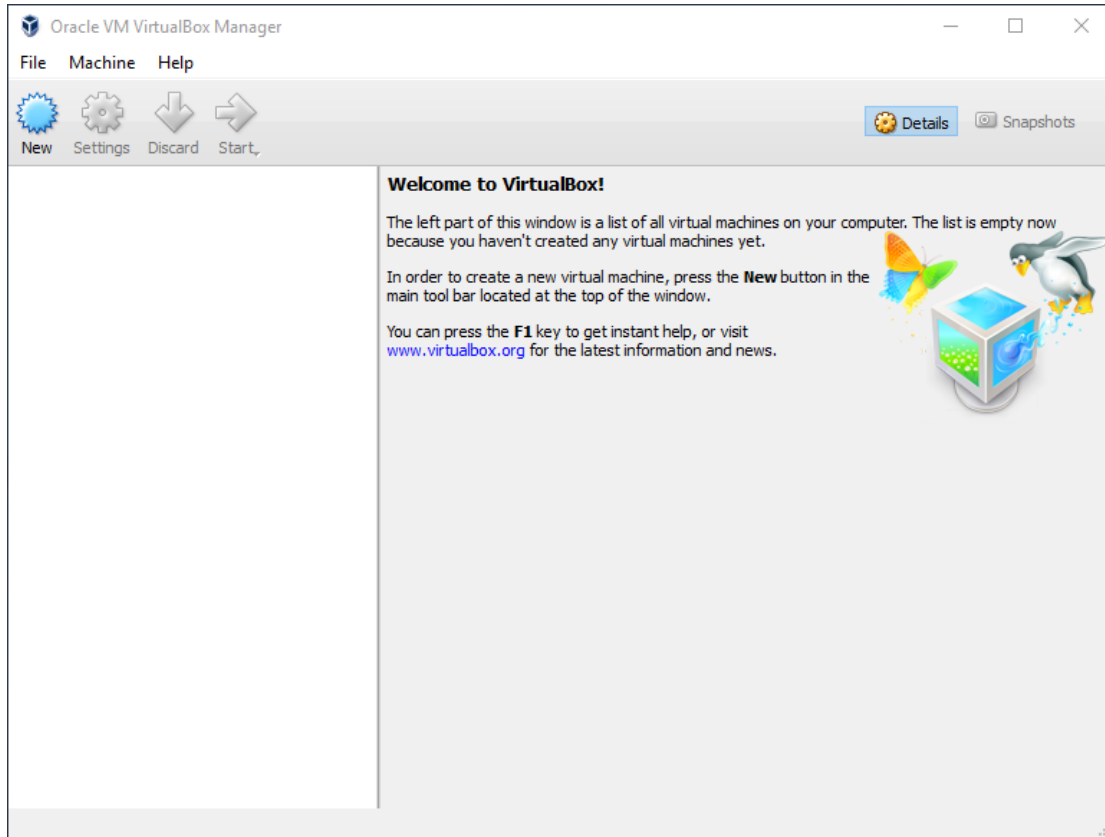 Oracle VM VirtualBox Manager
File Machine Help
New Settings Discard Start
Details Snapshots
Welcome to VirtualBox!
The left part of this window is a list of all virtual machines on your computer. The list is empty now
because you haven't created any virtual machines yet.
In order to create a new virtual machine, press the New button in the
main tool bar located at the top of the window.
You can press the F1 key to get instant help, or visit
www.virtualbox.org for the latest information and news.